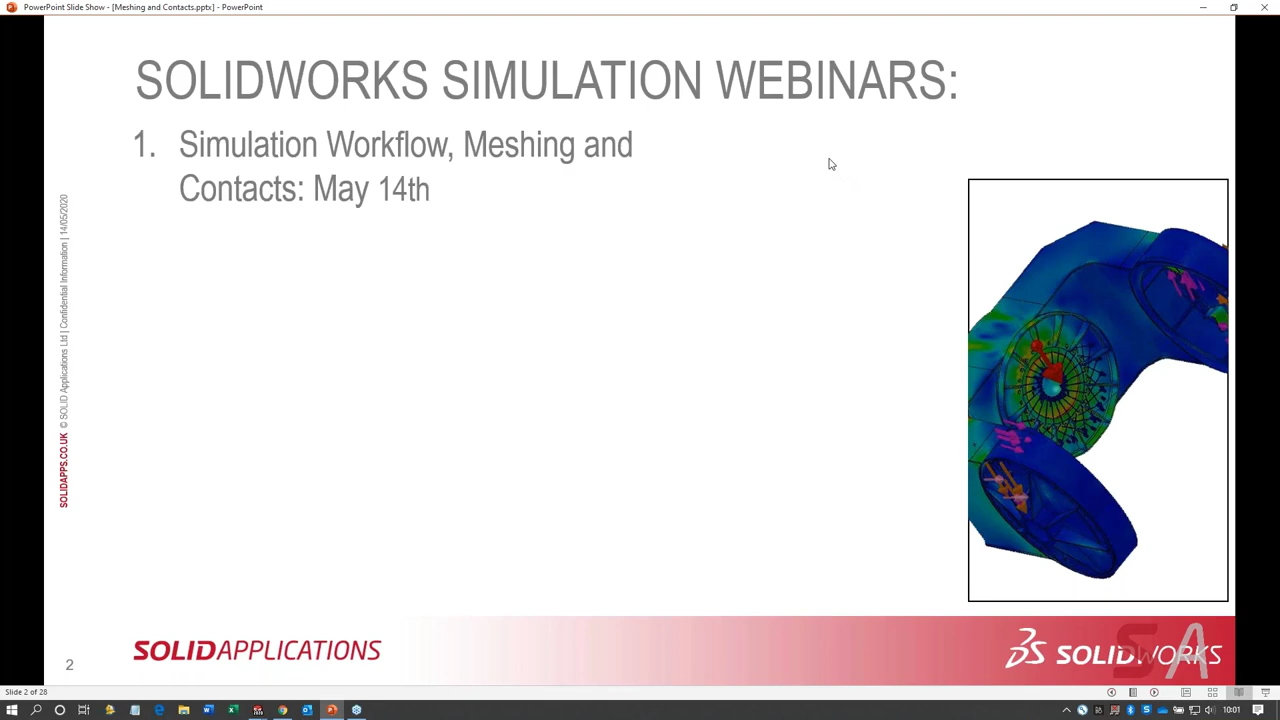 PowerPoint Slide Show - [Meshing and Contacts.pptx] - PowerPoint
SOLIDWORKS SIMULATION WEBINARS:
1. Simulation Workflow, Meshing and
Contacts: May 14th
SOLIDAPPS.CO.UK © SOLID Applications Ltd | Confidential Information | 14/05/2020
2
SOLIDAPPLICATIONS
SOLIDWORKS
SA
Slide 2 of 28
10:01